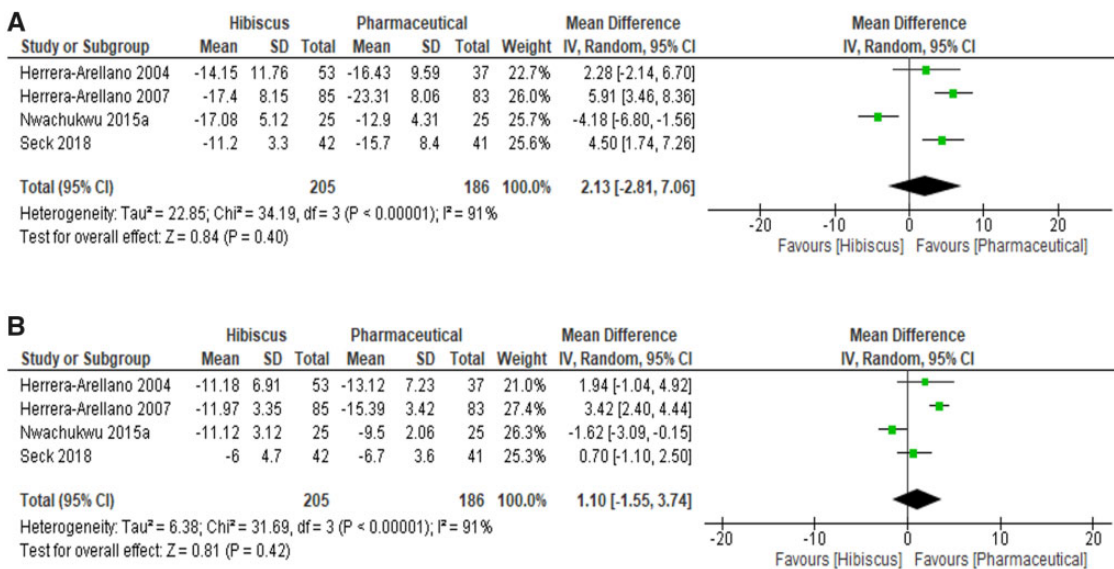 A
Hibiscus Pharmaceutical Mean Difference Mean Difference
Study or Subgroup Mean SD Total Mean SD Total Weight IV, Random, 95% CI IV, Random, 95% CI
Herrera-Arellano 2004 -14.15 11.76 53 -16.43 9.59 37 22.7% 2.28 [-2.14, 6.70]
Herrera-Arellano 2007 -17.4 8.15 85 -23.31 8.06 83 26.0% 5.91 [3.46, 8.36]
Nwachukwu 2015a -17.08 5.12 25 -12.9 4.31 25 25.7% -4.18 [-6.80, -1.56]
Seck 2018 -11.2 3.3 42 -15.7 8.4 41 25.6% 4.50 [1.74, 7.26]
Total (95% CI) 205 186 100.0% 2.13 [-2.81, 7.06]
Heterogeneity: Tau² = 22.85; Chi² = 34.19, df = 3 (P < 0.00001); I² = 91%
Test for overall effect: Z = 0.84 (P = 0.40)
-20 -10 0 10 20
Favours [Hibiscus] Favours [Pharmaceutical]
B
Hibiscus Pharmaceutical Mean Difference Mean Difference
Study or Subgroup Mean SD Total Mean SD Total Weight IV, Random, 95% CI IV, Random, 95% CI
Herrera-Arellano 2004 -11.18 6.91 53 -13.12 7.23 37 21.0% 1.94 [-1.04, 4.92]
Herrera-Arellano 2007 -11.97 3.35 85 -15.39 3.42 83 27.4% 3.42 [2.40, 4.44]
Nwachukwu 2015a -11.12 3.12 25 -9.5 2.06 25 26.3% -1.62 [-3.09, -0.15]
Seck 2018 -6 4.7 42 -6.7 3.6 41 25.3% 0.70 [-1.10, 2.50]
Total (95% CI) 205 186 100.0% 1.10 [-1.55, 3.74]
Heterogeneity: Tau² = 6.38; Chi² = 31.69, df = 3 (P < 0.00001); I² = 91%
Test for overall effect: Z = 0.81 (P = 0.42)
-20 -10 0 10 20
Favours [Hibiscus] Favours [Pharmaceutical]